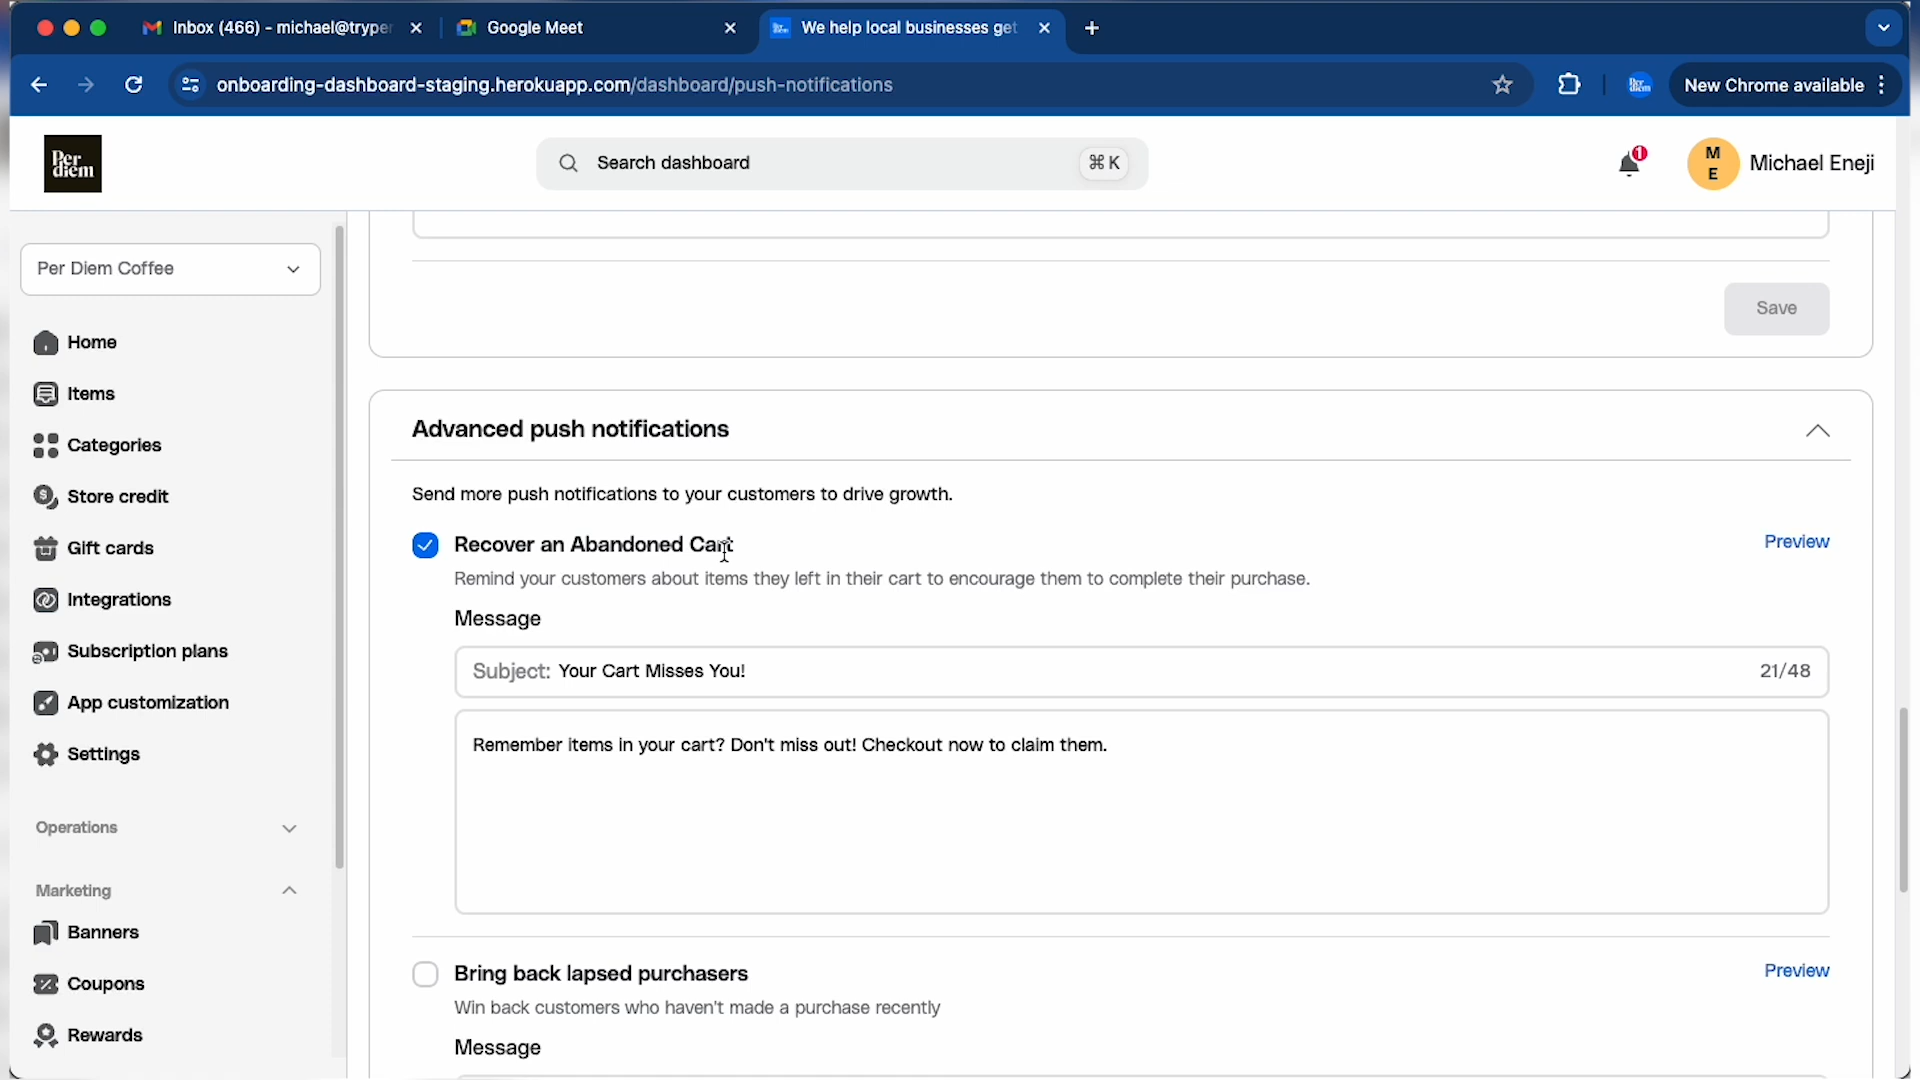 Inbox (466) - michael@tryper
Google Meet
We help local businesses get
onboarding-dashboard-staging.herokuapp.com/dashboard/push-notifications
New Chrome available
Per diem
Search dashboard
⌘ K
1
M
E
Michael Eneji
Per Diem Coffee
Home
Items
Categories
Store credit
Gift cards
Integrations
Subscription plans
App customization
Settings
Operations
Marketing
Banners
Coupons
Rewards
Save
Advanced push notifications
Send more push notifications to your customers to drive growth.
Recover an Abandoned Cart
Preview
Remind your customers about items they left in their cart to encourage them to complete their purchase.
Message
Subject: Your Cart Misses You!
21/48
Remember items in your cart? Don't miss out! Checkout now to claim them.
Bring back lapsed purchasers
Preview
Win back customers who haven't made a purchase recently
Message